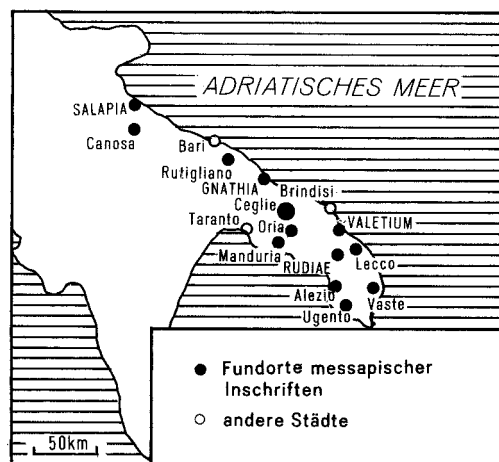 ADRIATISCHES MEER
SALAPIA
Canosa
Bari
Rutigliano
GNATHIA
Brindisi
Ceglie
Taranto
Oria
VALETIUM
Manduria
RUDIAE
Lecco
Alezio
Vaste
Ugento
Fundorte messapischer
Inschriften
andere Städte
50km